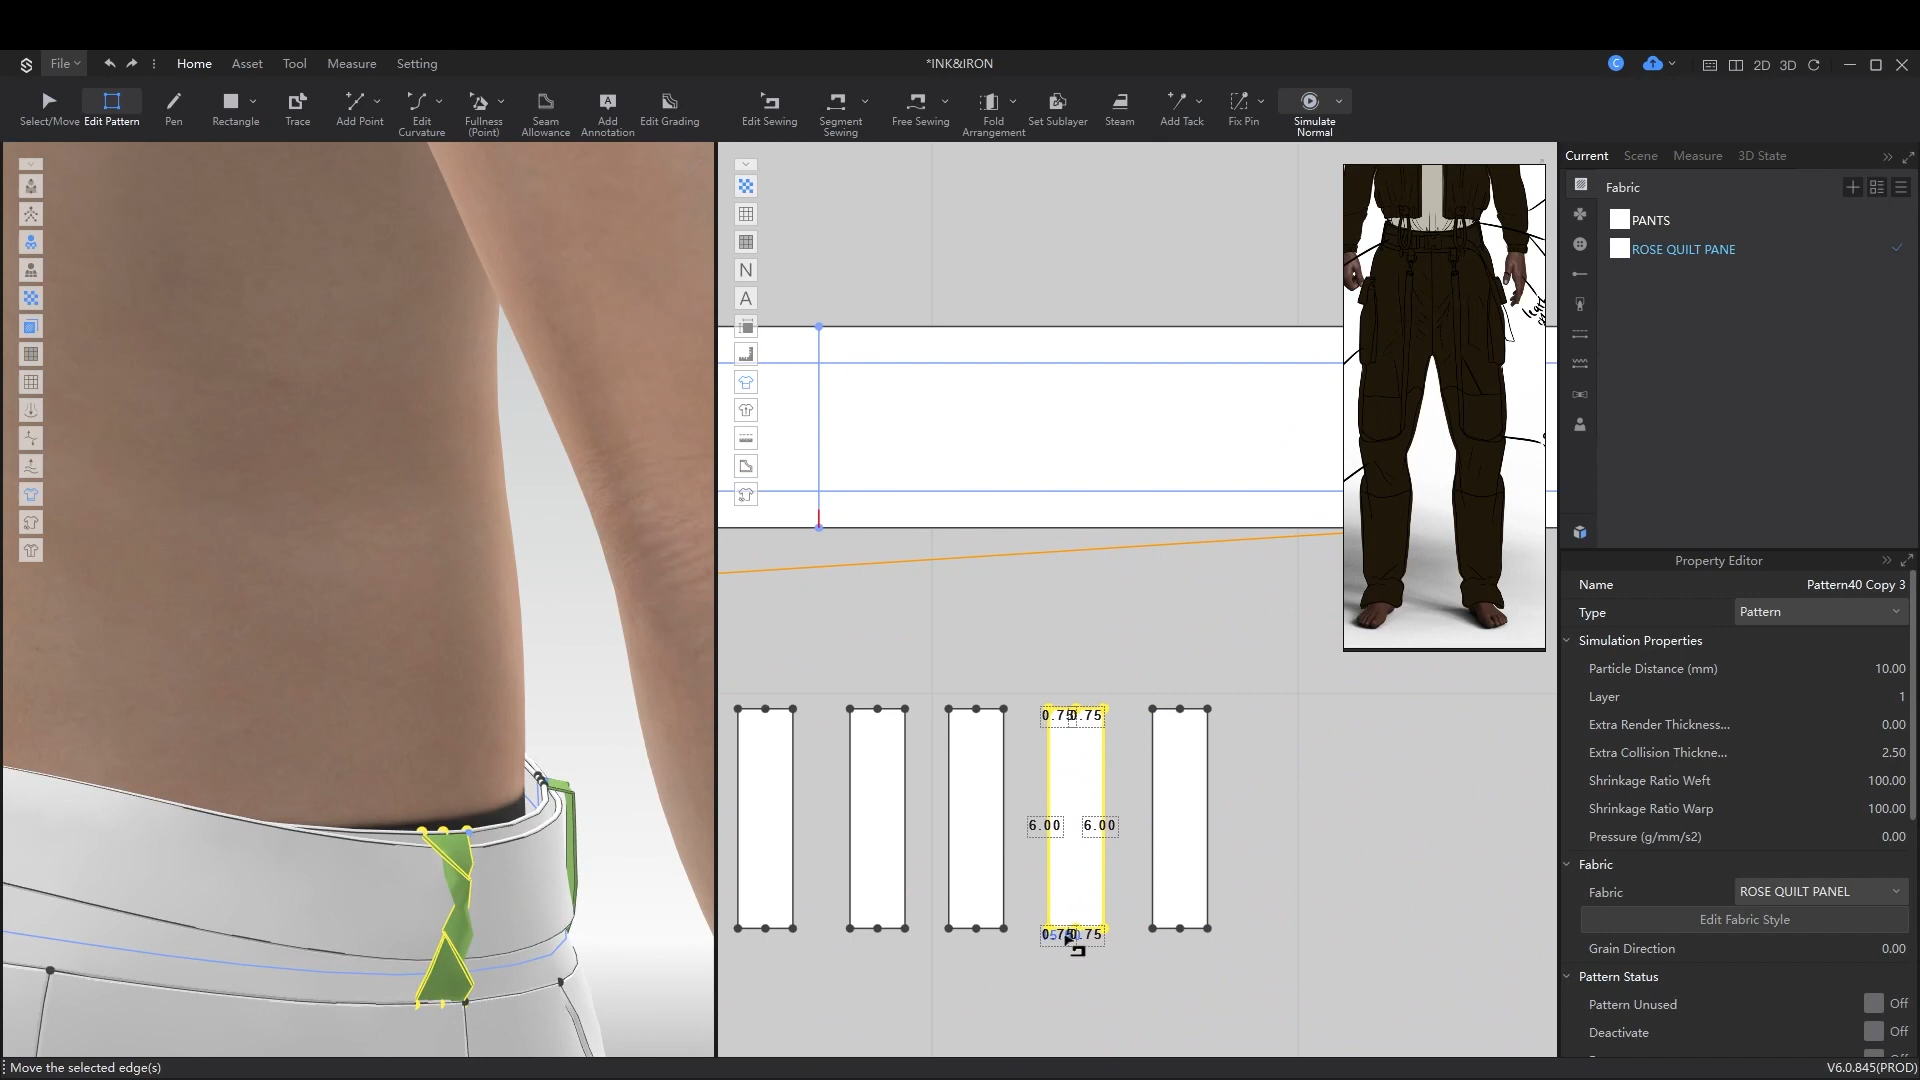 File
Home
Asset
Tool
Measure
Setting
*INK&IRON
C
2D
3D
Select/Move
Edit Pattern
Pen
Rectangle
Trace
Add Point
Edit
Curvature
Fullness
(Point)
Seam
Allowance
Add
Annotation
Edit Grading
Edit Sewing
Segment
Sewing
Free Sewing
Fold
Arrangement
Set Sublayer
Steam
Add Tack
Fix Pin
Simulate
Normal
N
A
0.75
0.75
6.00
6.00
0.75
0.75
Current
Scene
Measure
3D State
Fabric
PANTS
ROSE QUILT PANE
Property Editor
Name
Pattern40 Copy 3
Type
Pattern
Simulation Properties
Particle Distance (mm)
10.00
Layer
1
Extra Render Thickness...
0.00
Extra Collision Thickne...
2.50
Shrinkage Ratio Weft
100.00
Shrinkage Ratio Warp
100.00
Pressure (g/mm/s2)
0.00
Fabric
Fabric
ROSE QUILT PANEL
Edit Fabric Style
Grain Direction
0.00
Pattern Status
Pattern Unused
Off
Deactivate
Off
Move the selected edge(s)
V6.0.845(PROD)